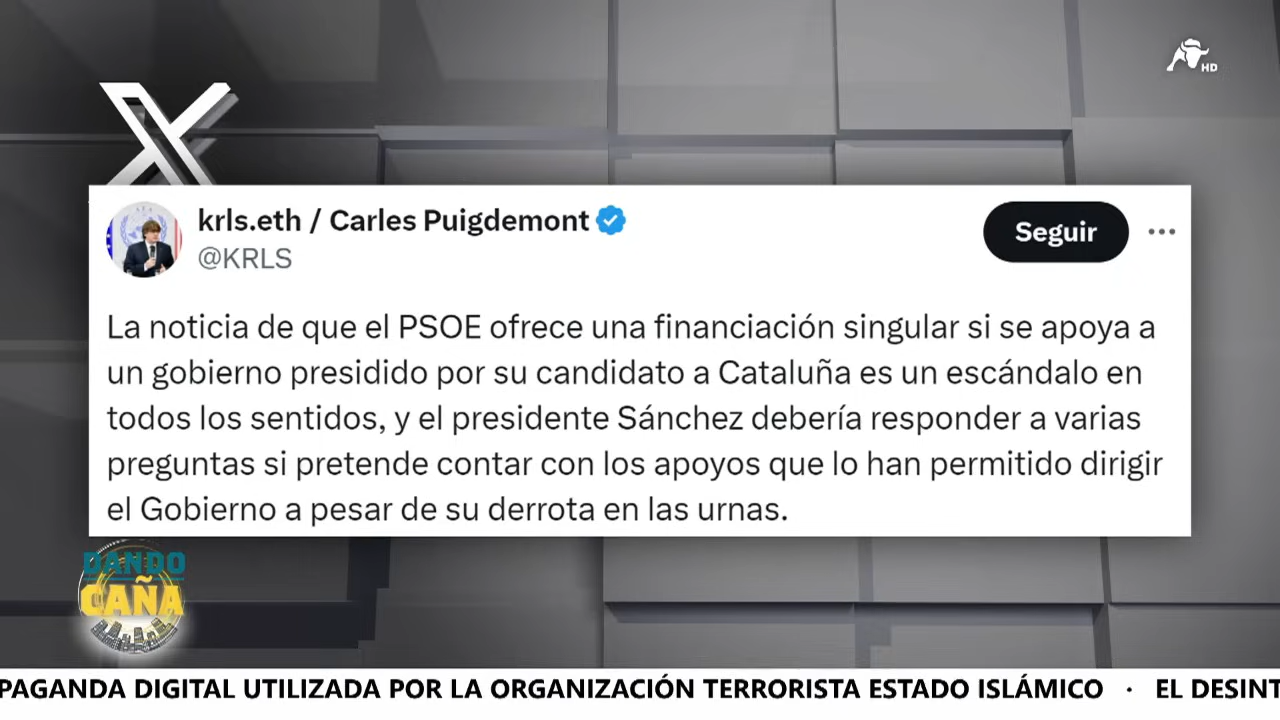 HD
krls.eth / Carles Puigdemont
@KRLS
Seguir
La noticia de que el PSOE ofrece una financiación singular si se apoya a
un gobierno presidido por su candidato a Cataluña es un escándalo en
todos los sentidos, y el presidente Sánchez debería responder a varias
preguntas si pretende contar con los apoyos que lo han permitido dirigir
el Gobierno a pesar de su derrota en las urnas.
DANDO
CAÑA
PAGANDA DIGITAL UTILIZADA POR LA ORGANIZACIÓN TERRORISTA ESTADO ISLÁMICO · EL DESINT